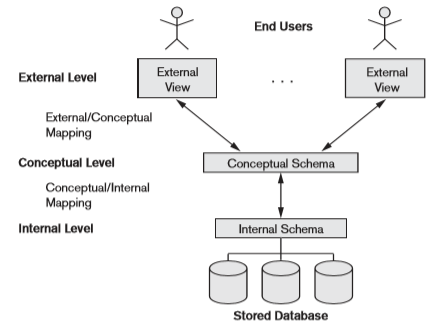 End Users
External Level
External
View
. . .
External
View
External/Conceptual
Mapping
Conceptual Level
Conceptual Schema
Conceptual/Internal
Mapping
Internal Level
Internal Schema
Stored Database